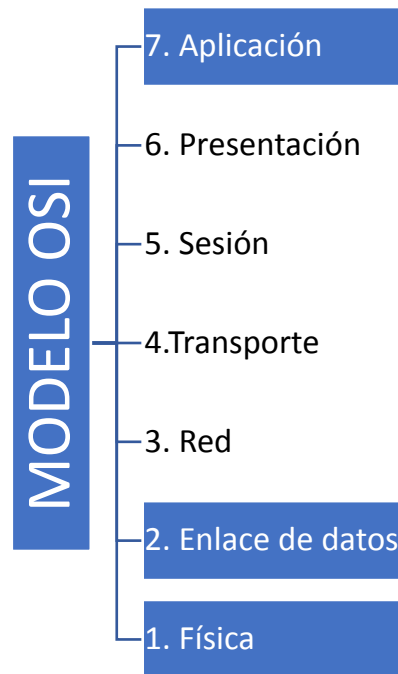 MODELO OSI
7. Aplicación
6. Presentación
5. Sesión
4.Transporte
3. Red
2. Enlace de datos
1. Física